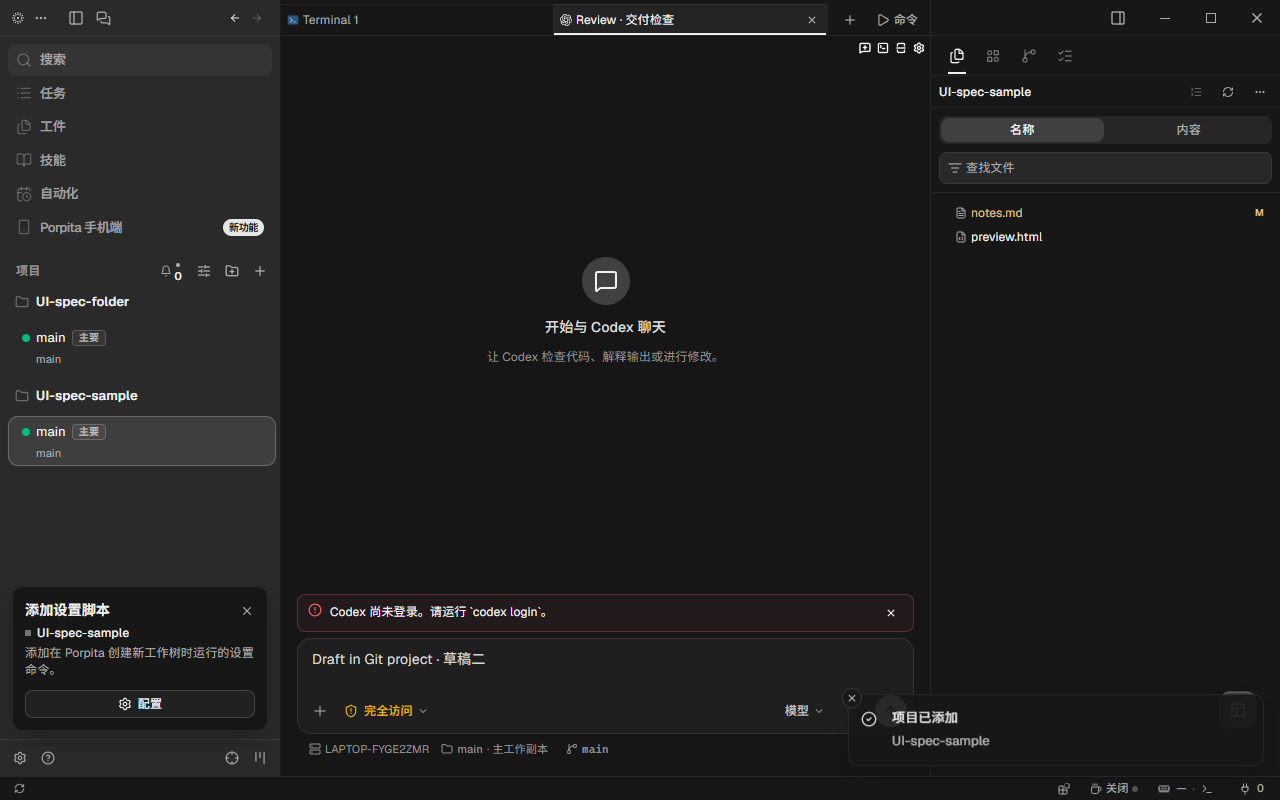 Terminal 1
Review · 交付检查
命令
搜索
任务
工件
技能
自动化
Porpita 手机端
新功能
项目
0
UI-spec-folder
main 主要
main
UI-spec-sample
main 主要
main
添加设置脚本
UI-spec-sample
添加在 Porpita 创建新工作树时运行的设置
命令。
配置
开始与 Codex 聊天
让 Codex 检查代码、解释输出或进行修改。
Codex 尚未登录。请运行 `codex login`。
Draft in Git project · 草稿二
完全访问
模型
LAPTOP-FYGE2ZMR
main · 主工作副本
main
UI-spec-sample
名称
内容
查找文件
notes.md
M
preview.html
项目已添加
UI-spec-sample
关闭
— ·
0